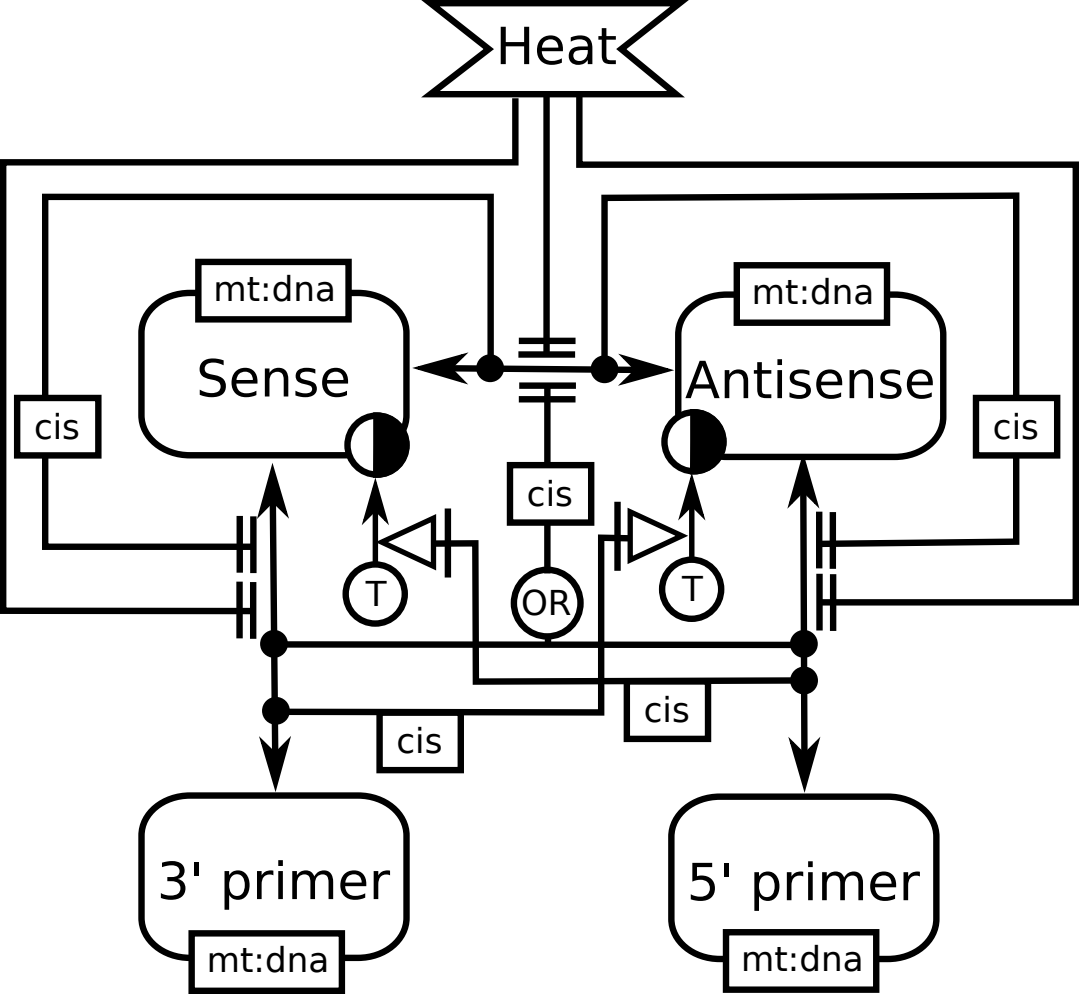 Heat
mt:dna
mt:dna
Sense
Antisense
cis
cis
cis
T
OR
T
cis
cis
3' primer
5' primer
mt:dna
mt:dna